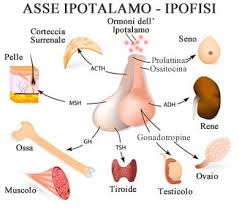 ASSE IPOTALAMO - IPOFISI
Corteccia
Surrenale
Ormoni dell'
Ipotalamo
Seno
Prolattina
Ossitocina
Pelle
ACTH
MSH
ADH
Rene
GH
TSH
Gonadotropine
Ossa
Muscolo
Tiroide
Testicolo
Ovaio